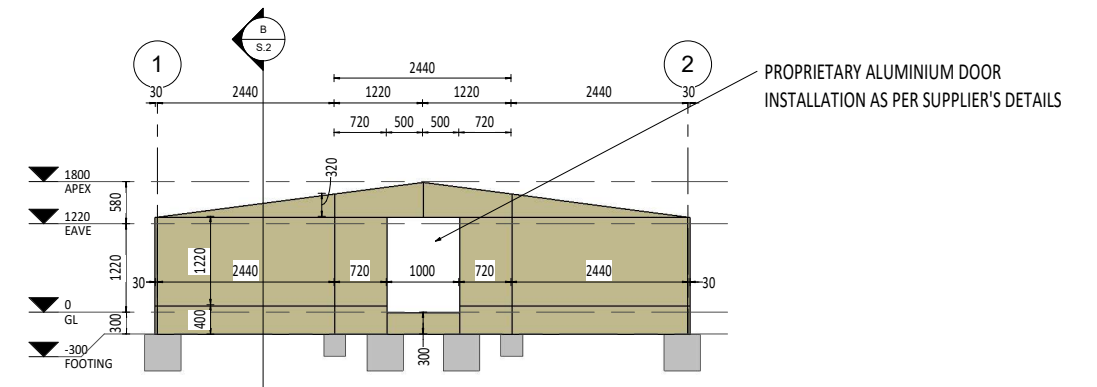 B
S.2
1
2
2440
PROPRIETARY ALUMINIUM DOOR
INSTALLATION AS PER SUPPLIER'S DETAILS
30 2440 1220 1220 2440 30
720 500 500 720
1800
APEX
580
320
1220
EAVE
1220
1220
30 2440 720 1000 720 2440 30
0
GL
300
400
300
-300
FOOTING